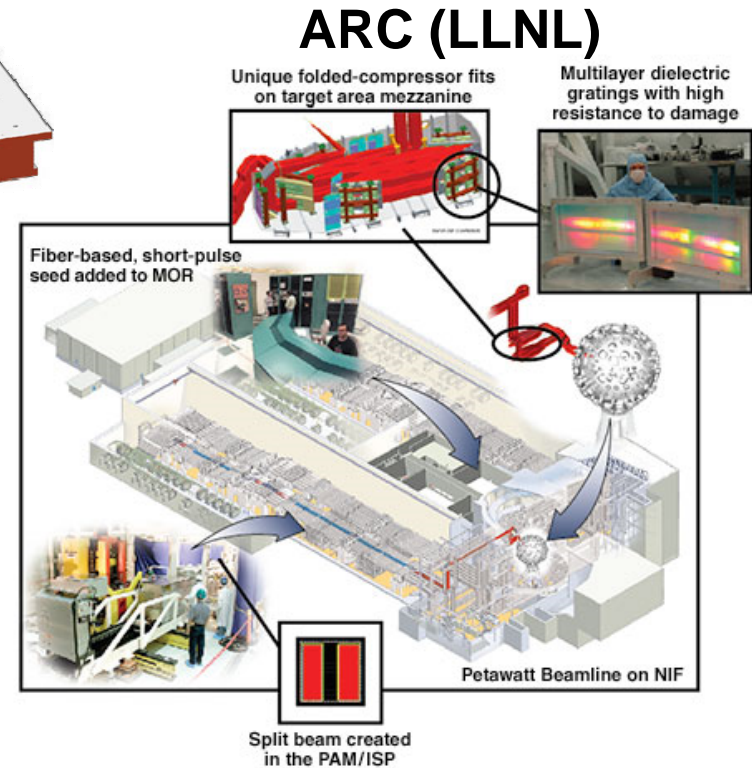 ARC (LLNL)
Unique folded-compressor fits
on target area mezzanine
Multilayer dielectric
gratings with high
resistance to damage
Fiber-based, short-pulse
seed added to MOR
Petawatt Beamline on NIF
Split beam created
in the PAM/ISP